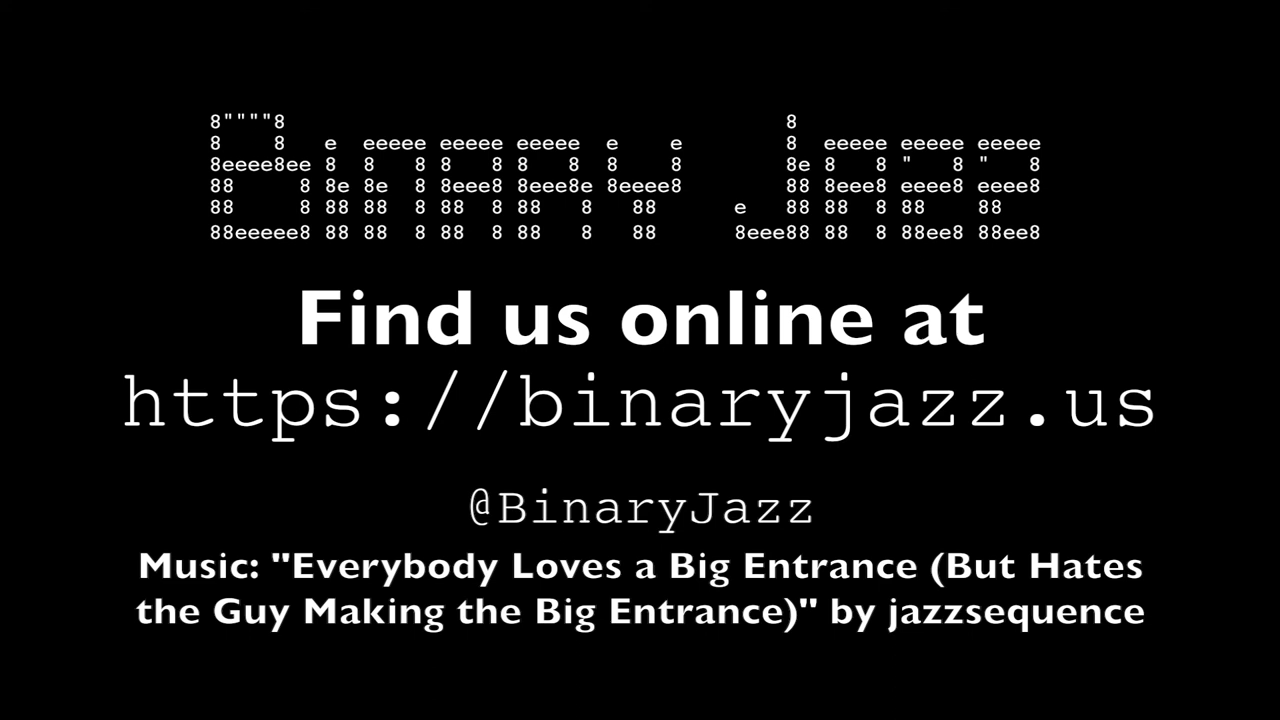 Binary Jazz
Find us online at
https://binaryjazz.us
@BinaryJazz
Music: "Everybody Loves a Big Entrance (But Hates
the Guy Making the Big Entrance)" by jazzsequence